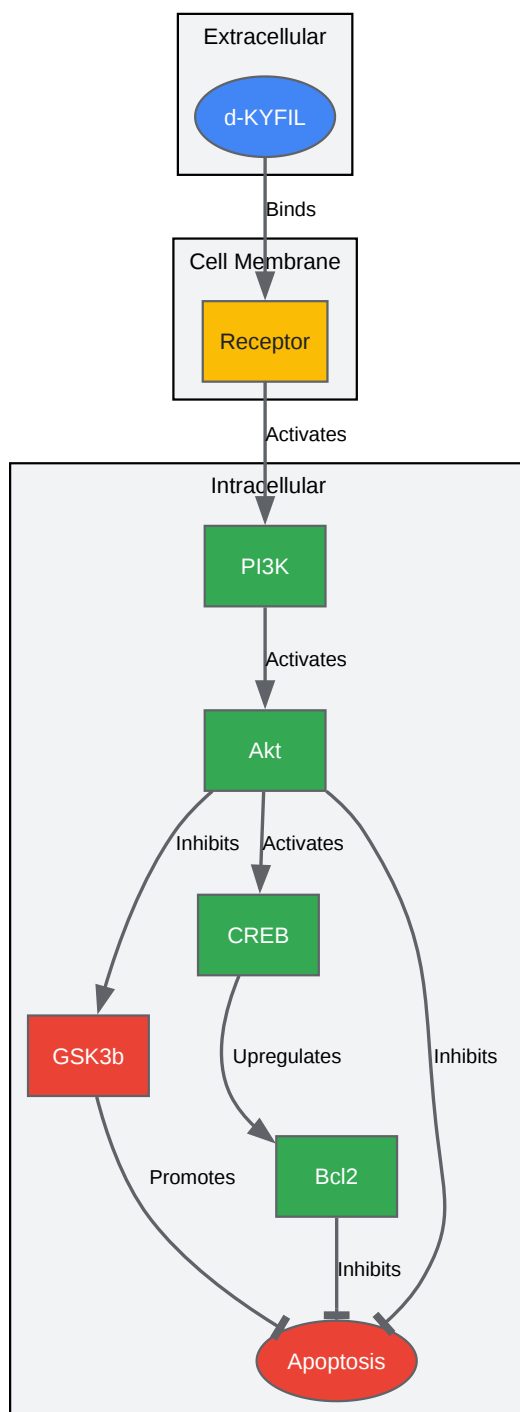 Extracellular
d-KYFIL
Binds
Cell Membrane
Receptor
Activates
Intracellular
PI3K
Activates
Akt
Inhibits
Activates
CREB
GSK3b
Upregulates
Inhibits
Promotes
Bcl2
Inhibits
Apoptosis